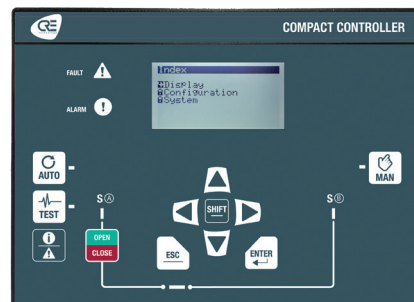 CRE
COMPACT CONTROLLER
FAULT
ALARM
Index
Display
Configuration
System
AUTO
MAN
TEST
S Ⓐ
S Ⓑ
SHIFT
OPEN
CLOSE
ESC
ENTER